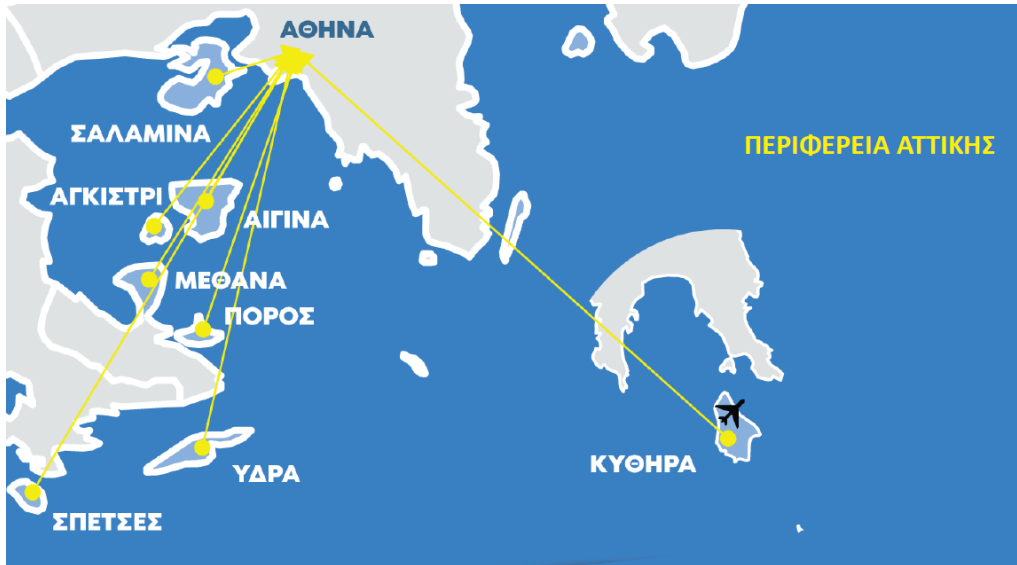 ΑΘΗΝΑ
ΣΑΛΑΜΙΝΑ
ΠΕΡΙΦΕΡΕΙΑ ΑΤΤΙΚΗΣ
ΑΓΚΙΣΤΡΙ
ΑΙΓΙΝΑ
ΜΕΘΑΝΑ
ΠΟΡΟΣ
ΚΥΘΗΡΑ
ΥΔΡΑ
ΣΠΕΤΣΕΣ